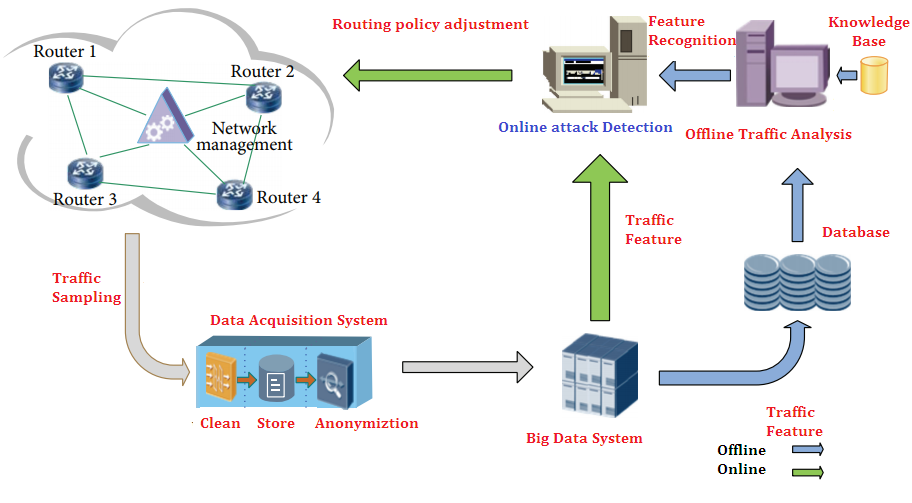 Routing policy adjustment
Feature
Recognition
Knowledge
Base
Router 1
Router 2
Network
management
Router 3
Router 4
Online attack Detection
Offline Traffic Analysis
Traffic
Feature
Database
Traffic
Sampling
Data Acquisition System
Clean
Store
Anonymiztion
Big Data System
Traffic
Feature
Offline
Online